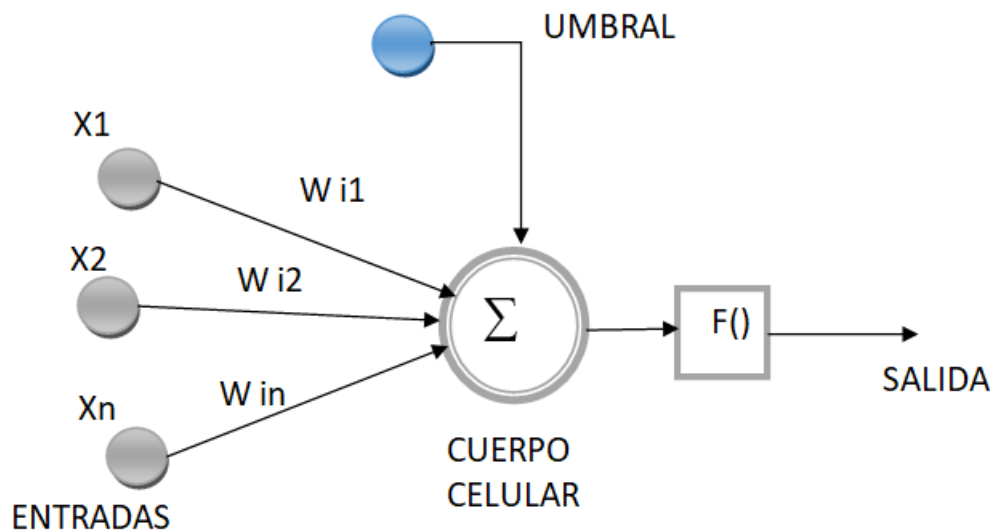 UMBRAL
X1
W i1
X2
W i2
Σ
F()
SALIDA
Xn
W in
CUERPO
CELULAR
ENTRADAS